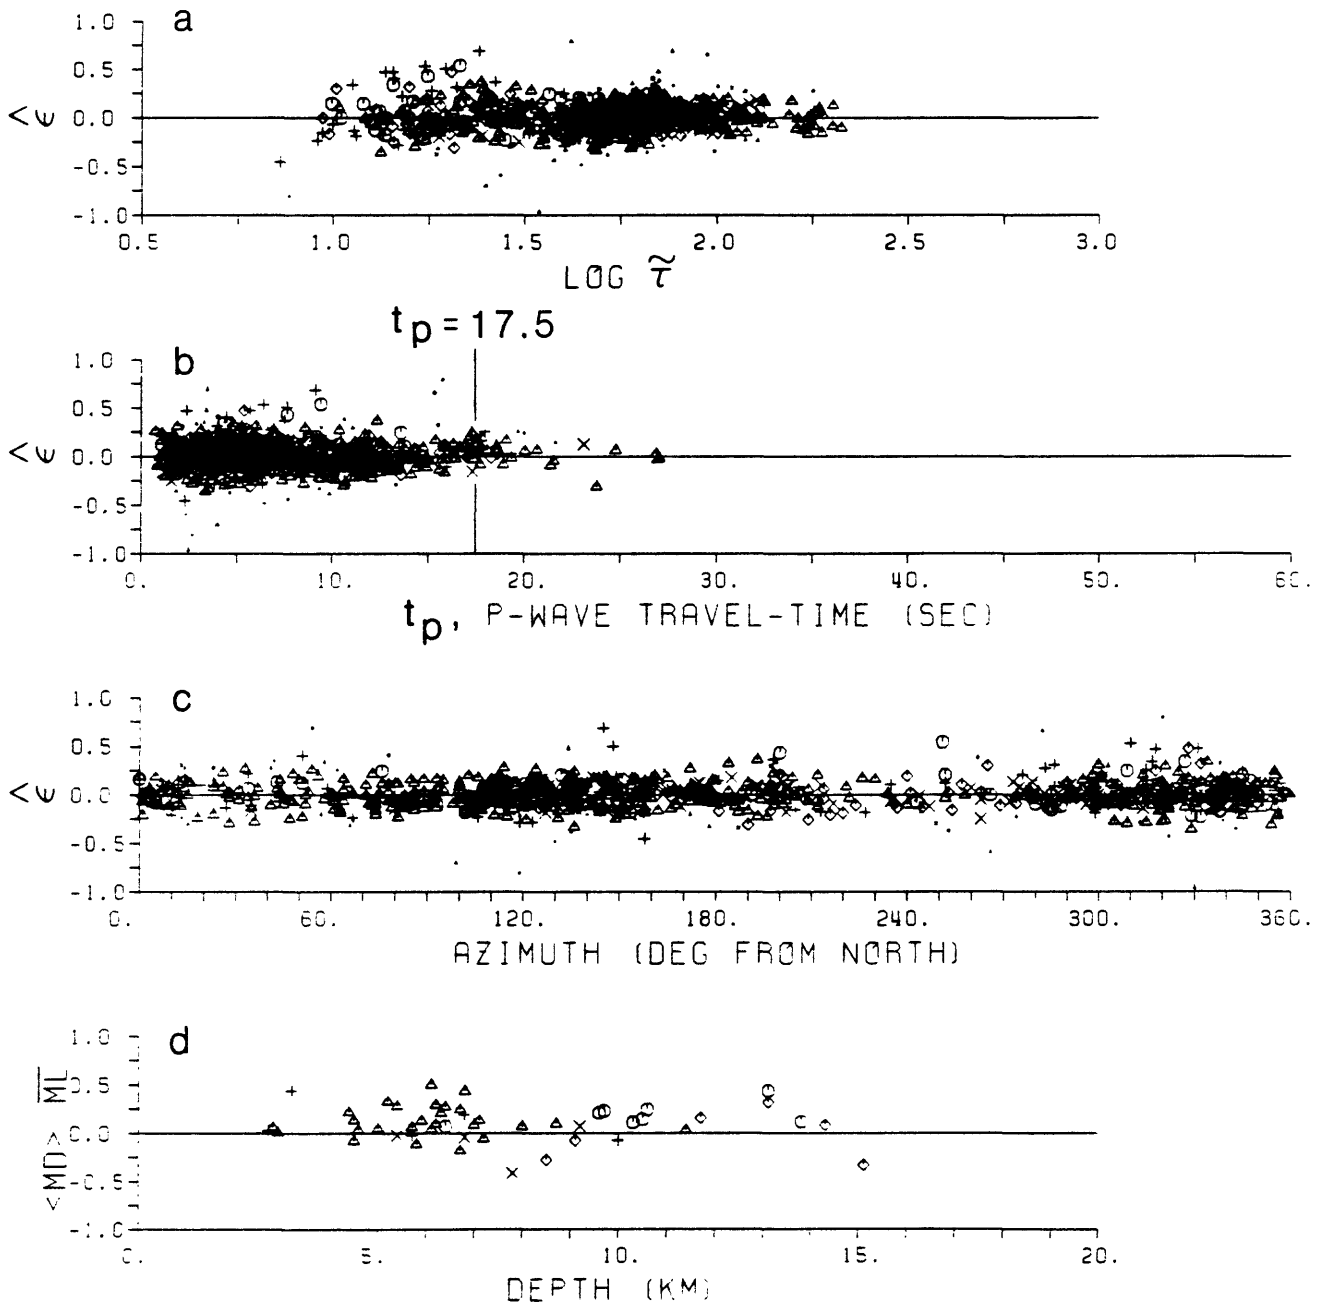 a
1.0
0.5
ε̂ 0.0
-0.5
-1.0
0.5 1.0 1.5 2.0 2.5 3.0
LOG τ̃
tp = 17.5
b
1.0
0.5
ε̂ 0.0
-0.5
-1.0
0. 10. 20. 30. 40. 50. 60.
tp, P-WAVE TRAVEL-TIME (SEC)
c
1.0
0.5
ε̂ 0.0
-0.5
-1.0
0. 60. 120. 180. 240. 300. 360.
AZIMUTH (DEG FROM NORTH)
d
1.0
0.5
0.0
-0.5
-1.0
<MD> ML
0. 5. 10. 15. 20.
DEPTH (KM)